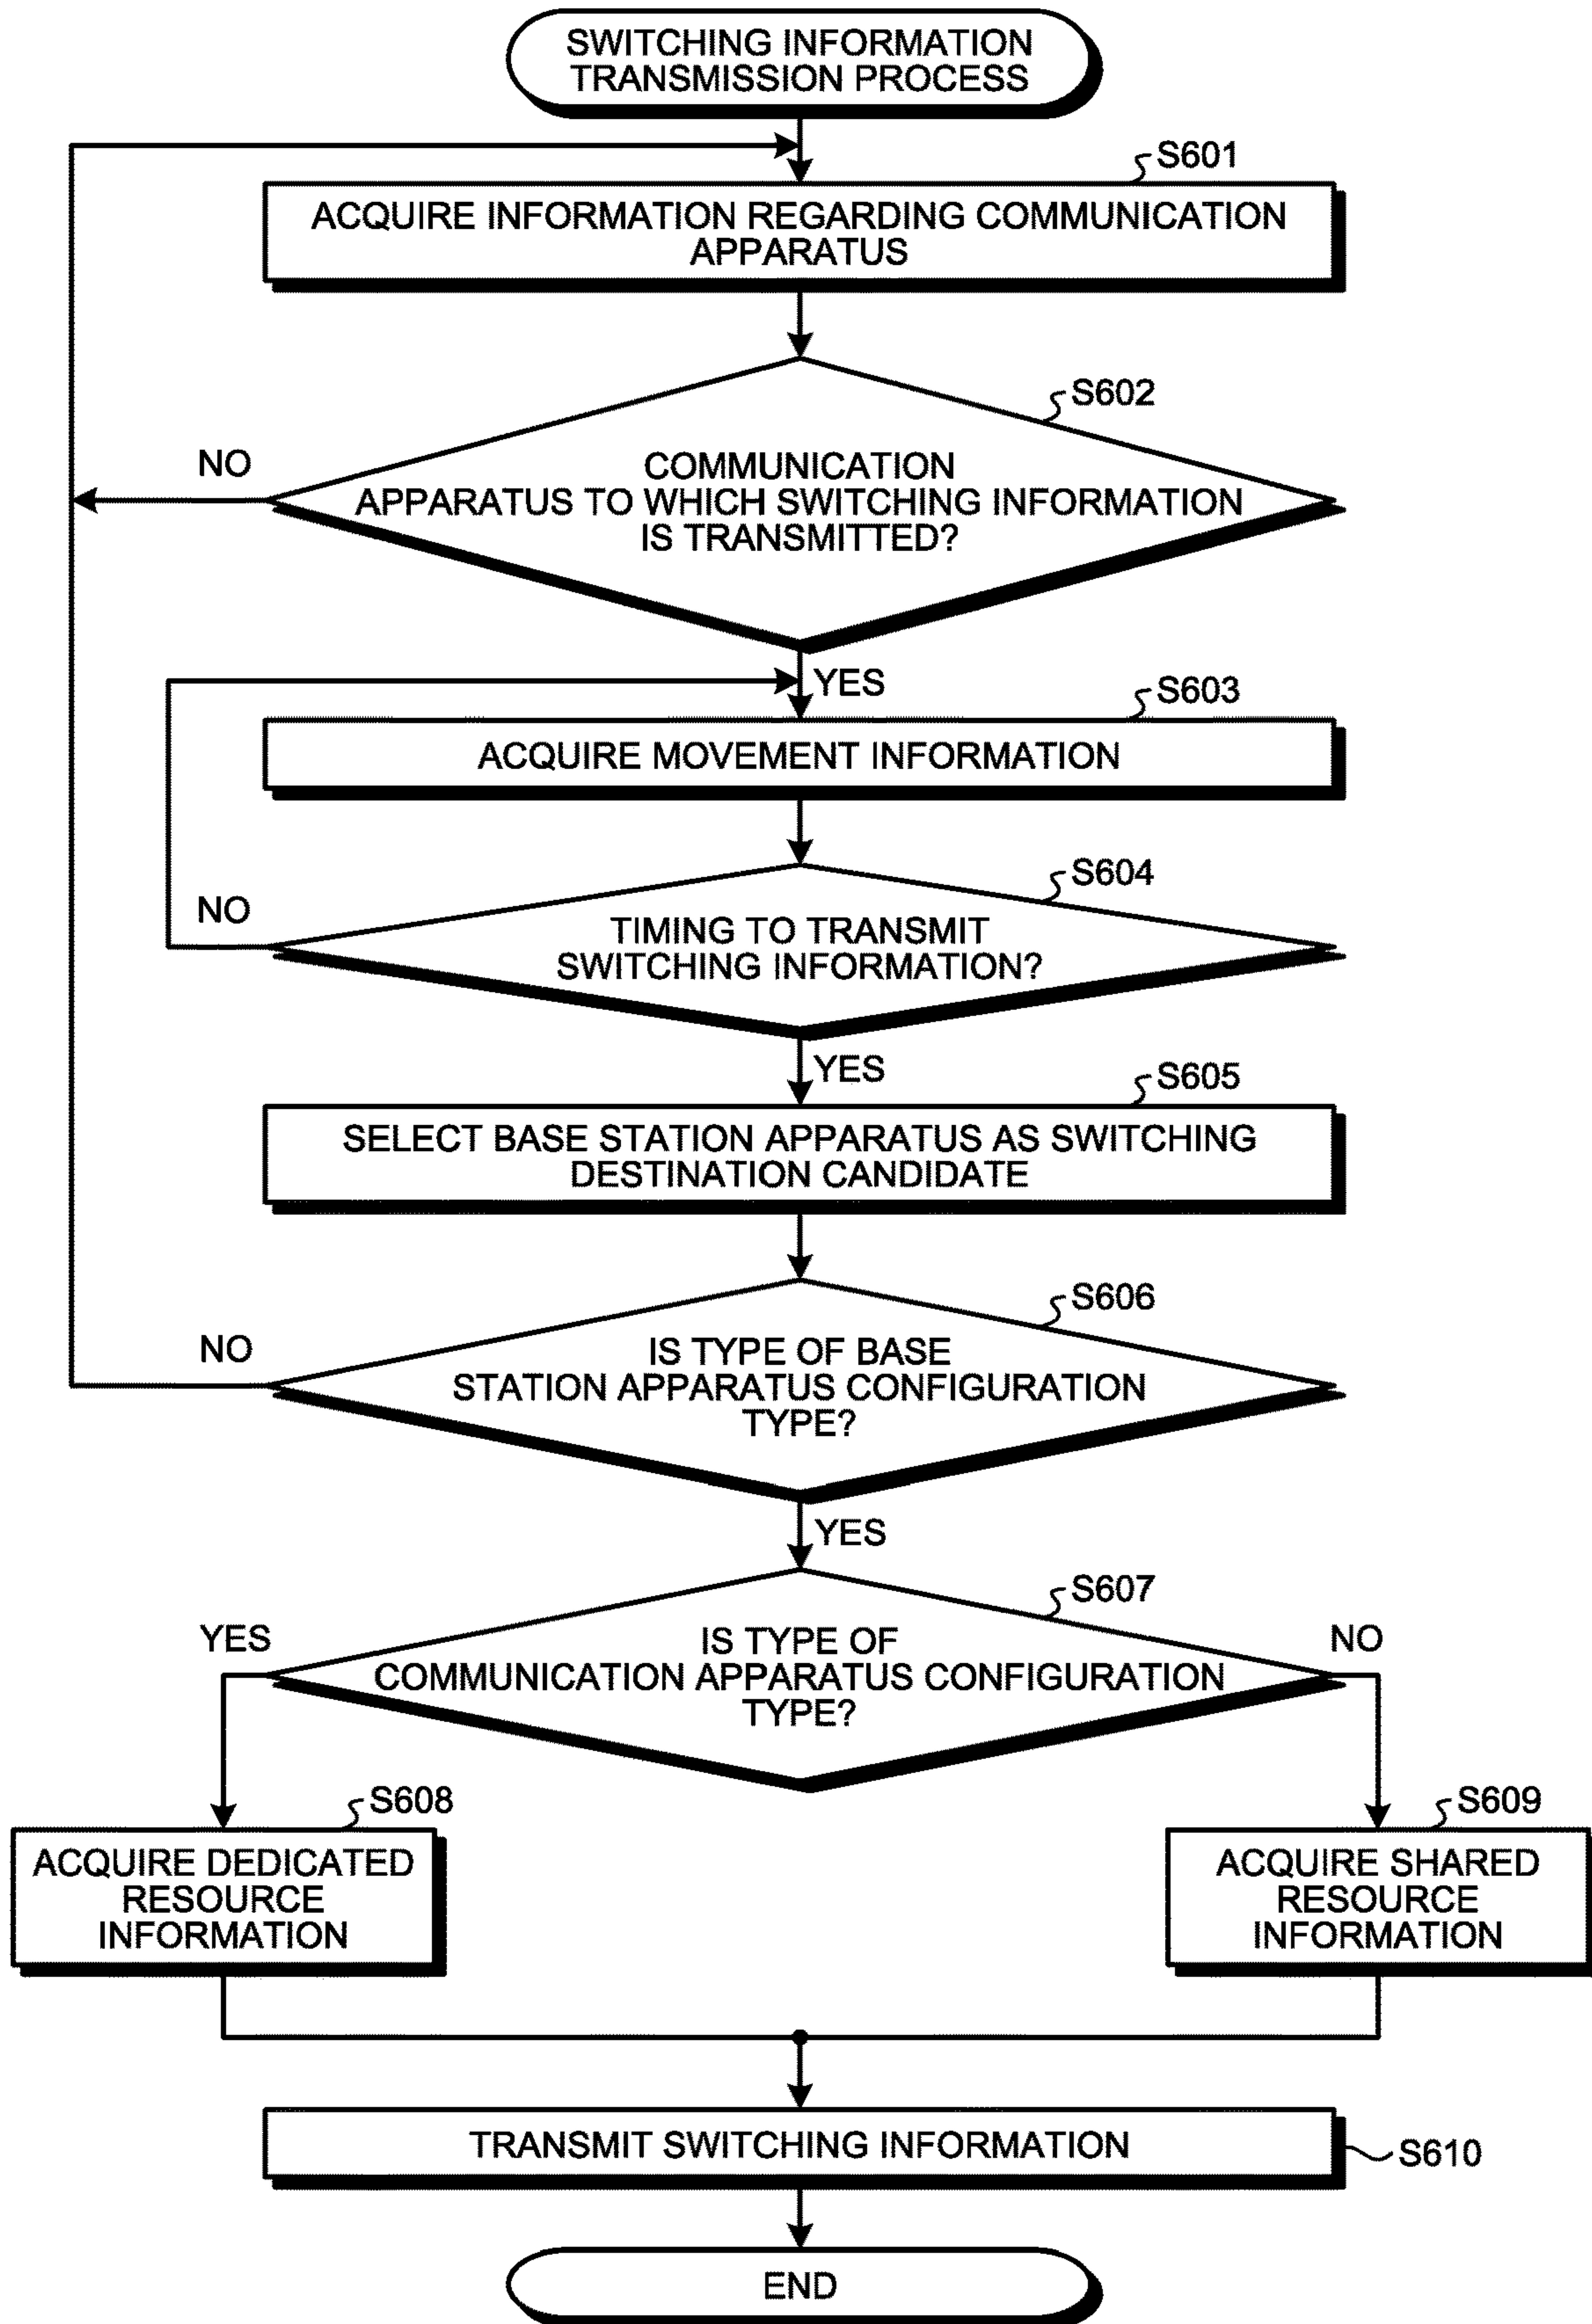 SWITCHING INFORMATION
TRANSMISSION PROCESS
S601
ACQUIRE INFORMATION REGARDING COMMUNICATION
APPARATUS
S602
NO
COMMUNICATION
APPARATUS TO WHICH SWITCHING INFORMATION
IS TRANSMITTED?
YES
S603
ACQUIRE MOVEMENT INFORMATION
S604
NO
TIMING TO TRANSMIT
SWITCHING INFORMATION?
YES
S605
SELECT BASE STATION APPARATUS AS SWITCHING
DESTINATION CANDIDATE
S606
NO
IS TYPE OF BASE
STATION APPARATUS CONFIGURATION
TYPE?
YES
S607
YES
NO
IS TYPE OF
COMMUNICATION APPARATUS CONFIGURATION
TYPE?
S608
ACQUIRE DEDICATED
RESOURCE
INFORMATION
S609
ACQUIRE SHARED
RESOURCE
INFORMATION
TRANSMIT SWITCHING INFORMATION
S610
END